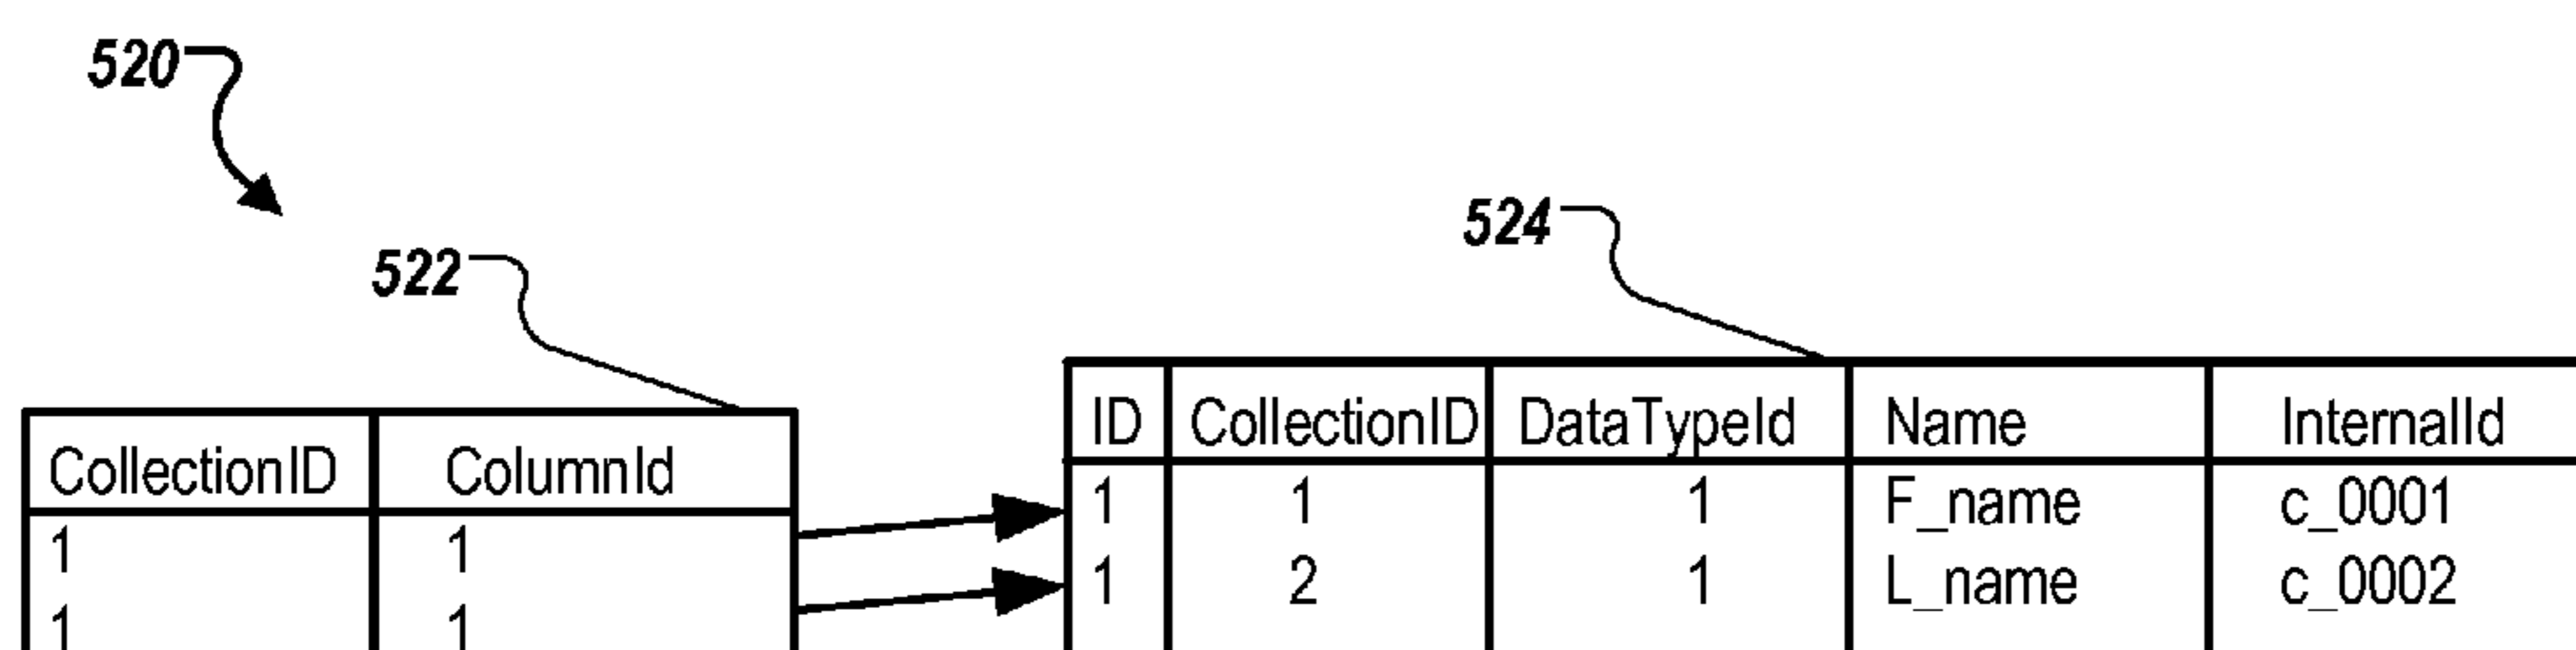 520
522
524
CollectionID ColumnId
1 1
1 1
ID CollectionID DataTypeId Name InternalId
1 1 1 F_name c_0001
1 2 1 L_name c_0002